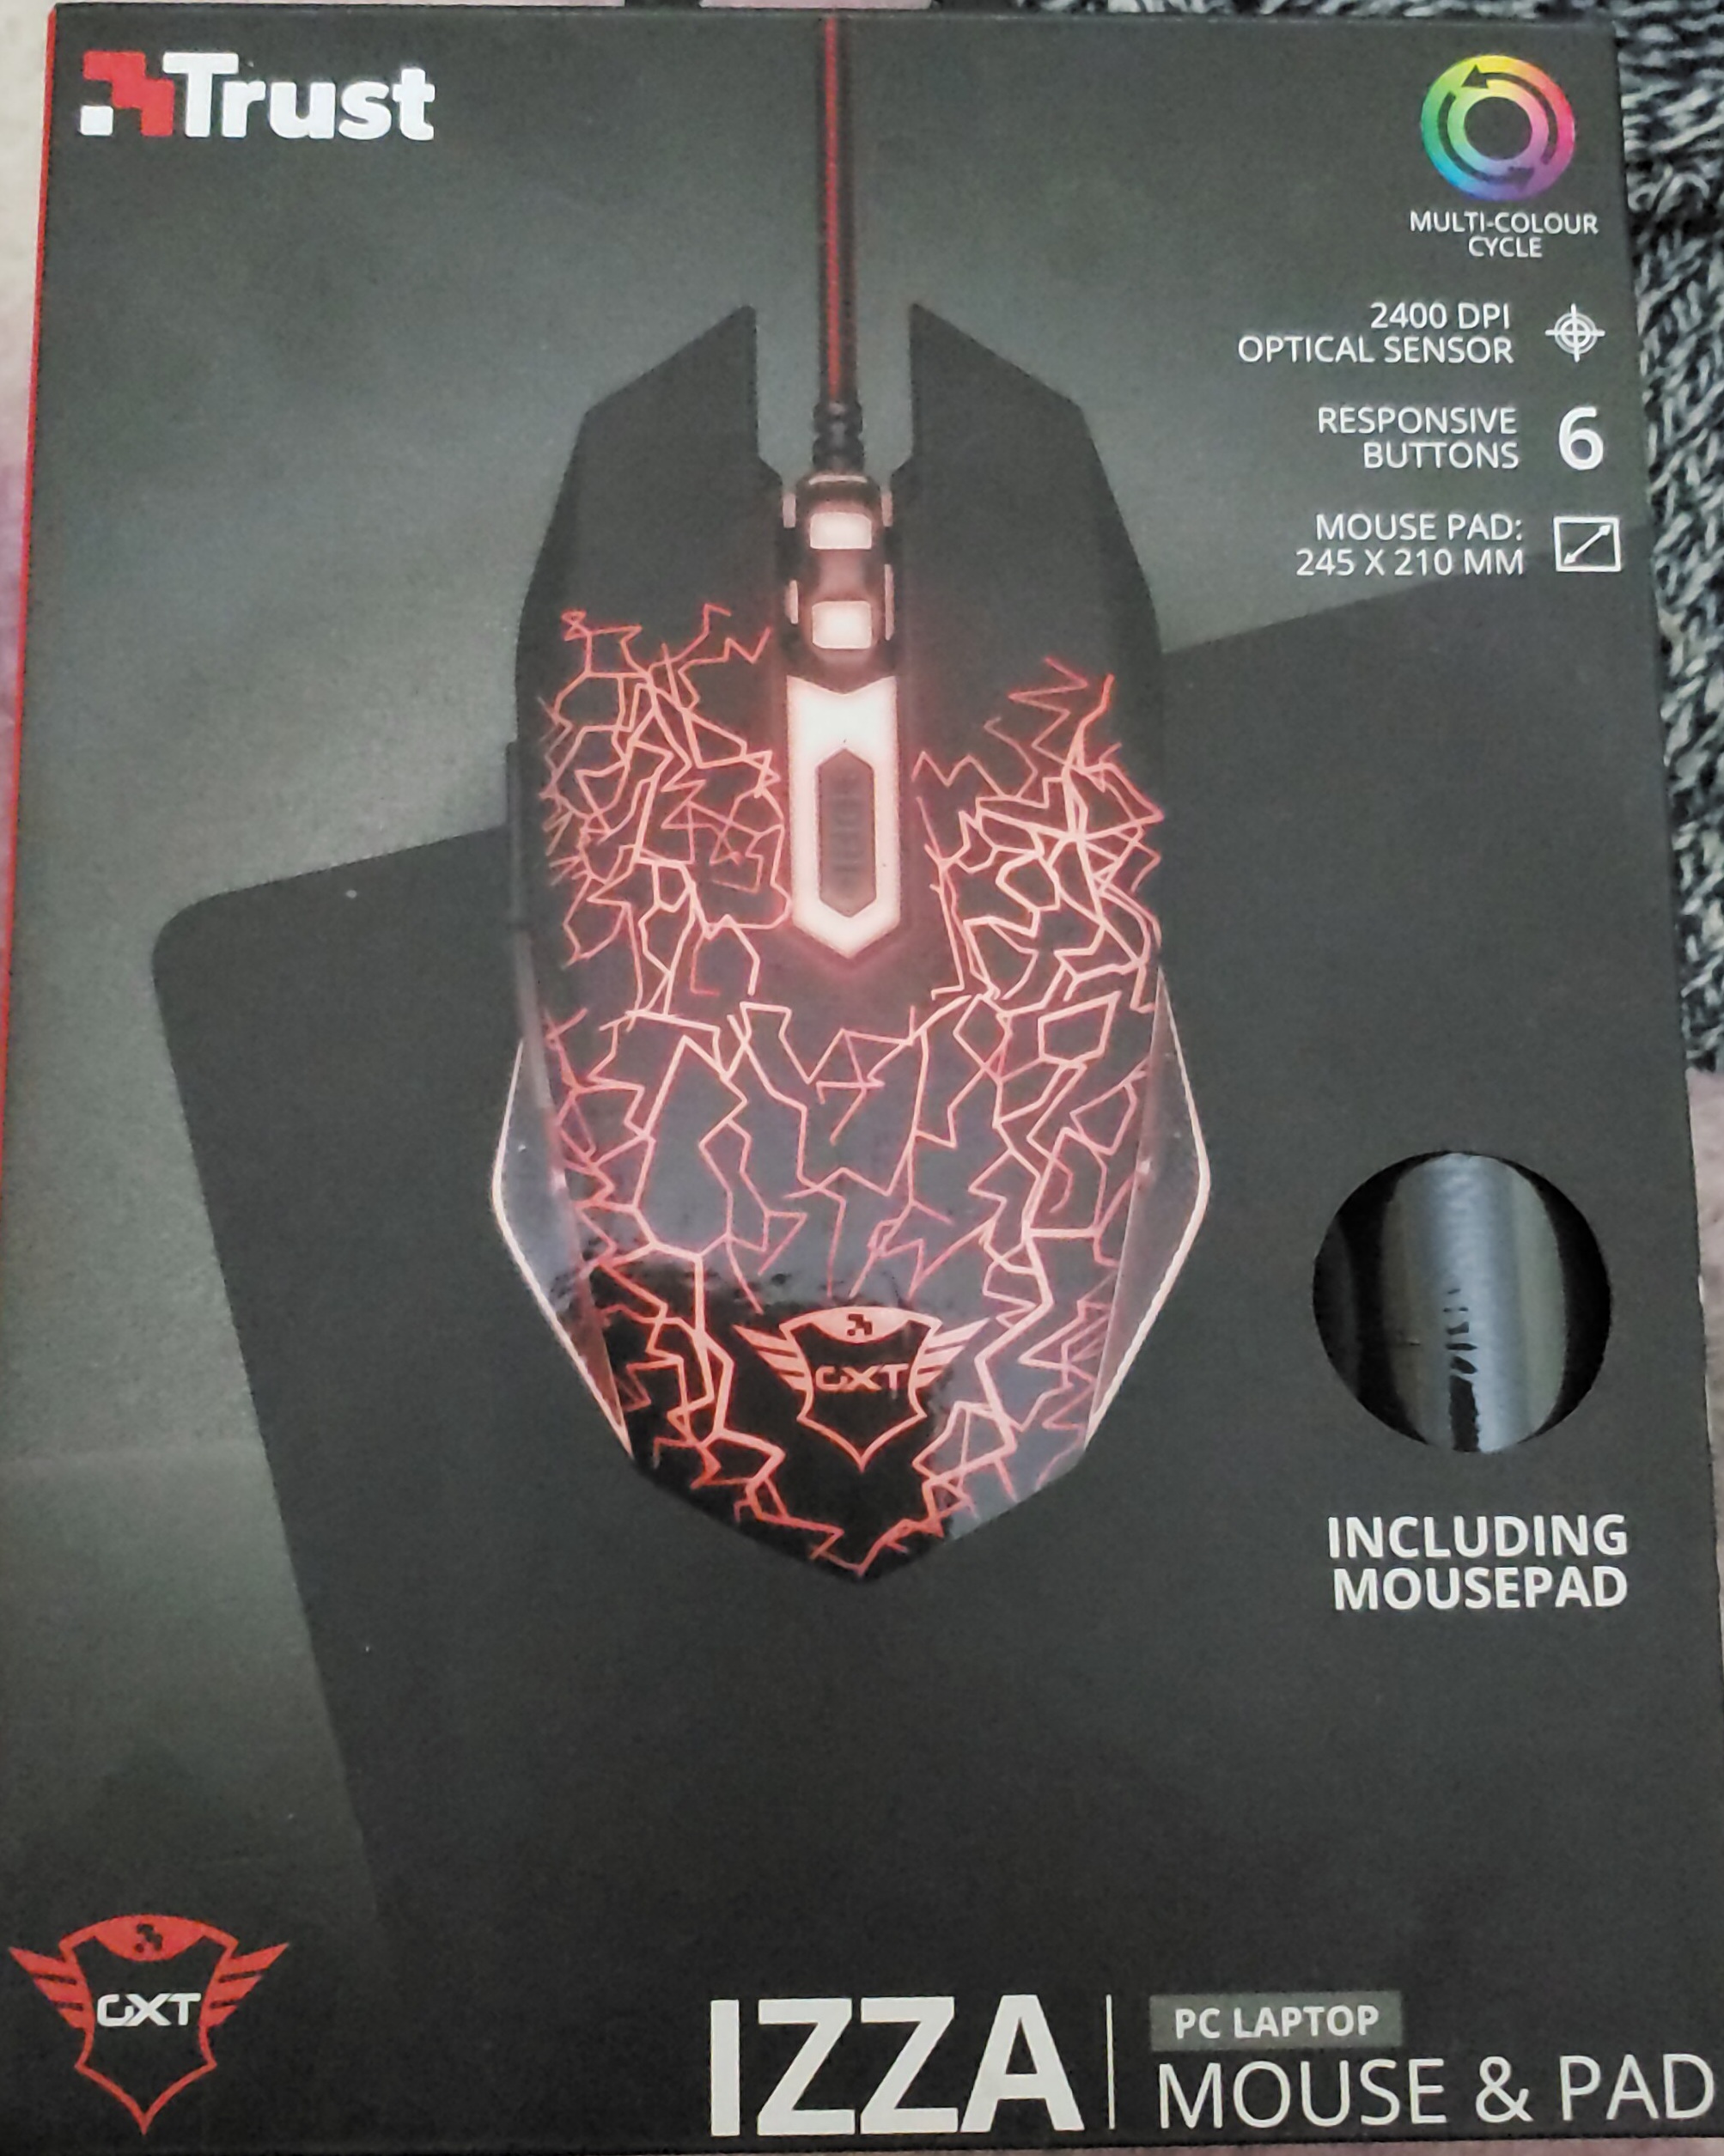 Trust
MULTI-COLOUR
CYCLE
2400 DPI
OPTICAL SENSOR
RESPONSIVE
BUTTONS
6
MOUSE PAD:
245 X 210 MM
GXT
INCLUDING
MOUSEPAD
GXT
IZZA
PC LAPTOP
MOUSE & PAD